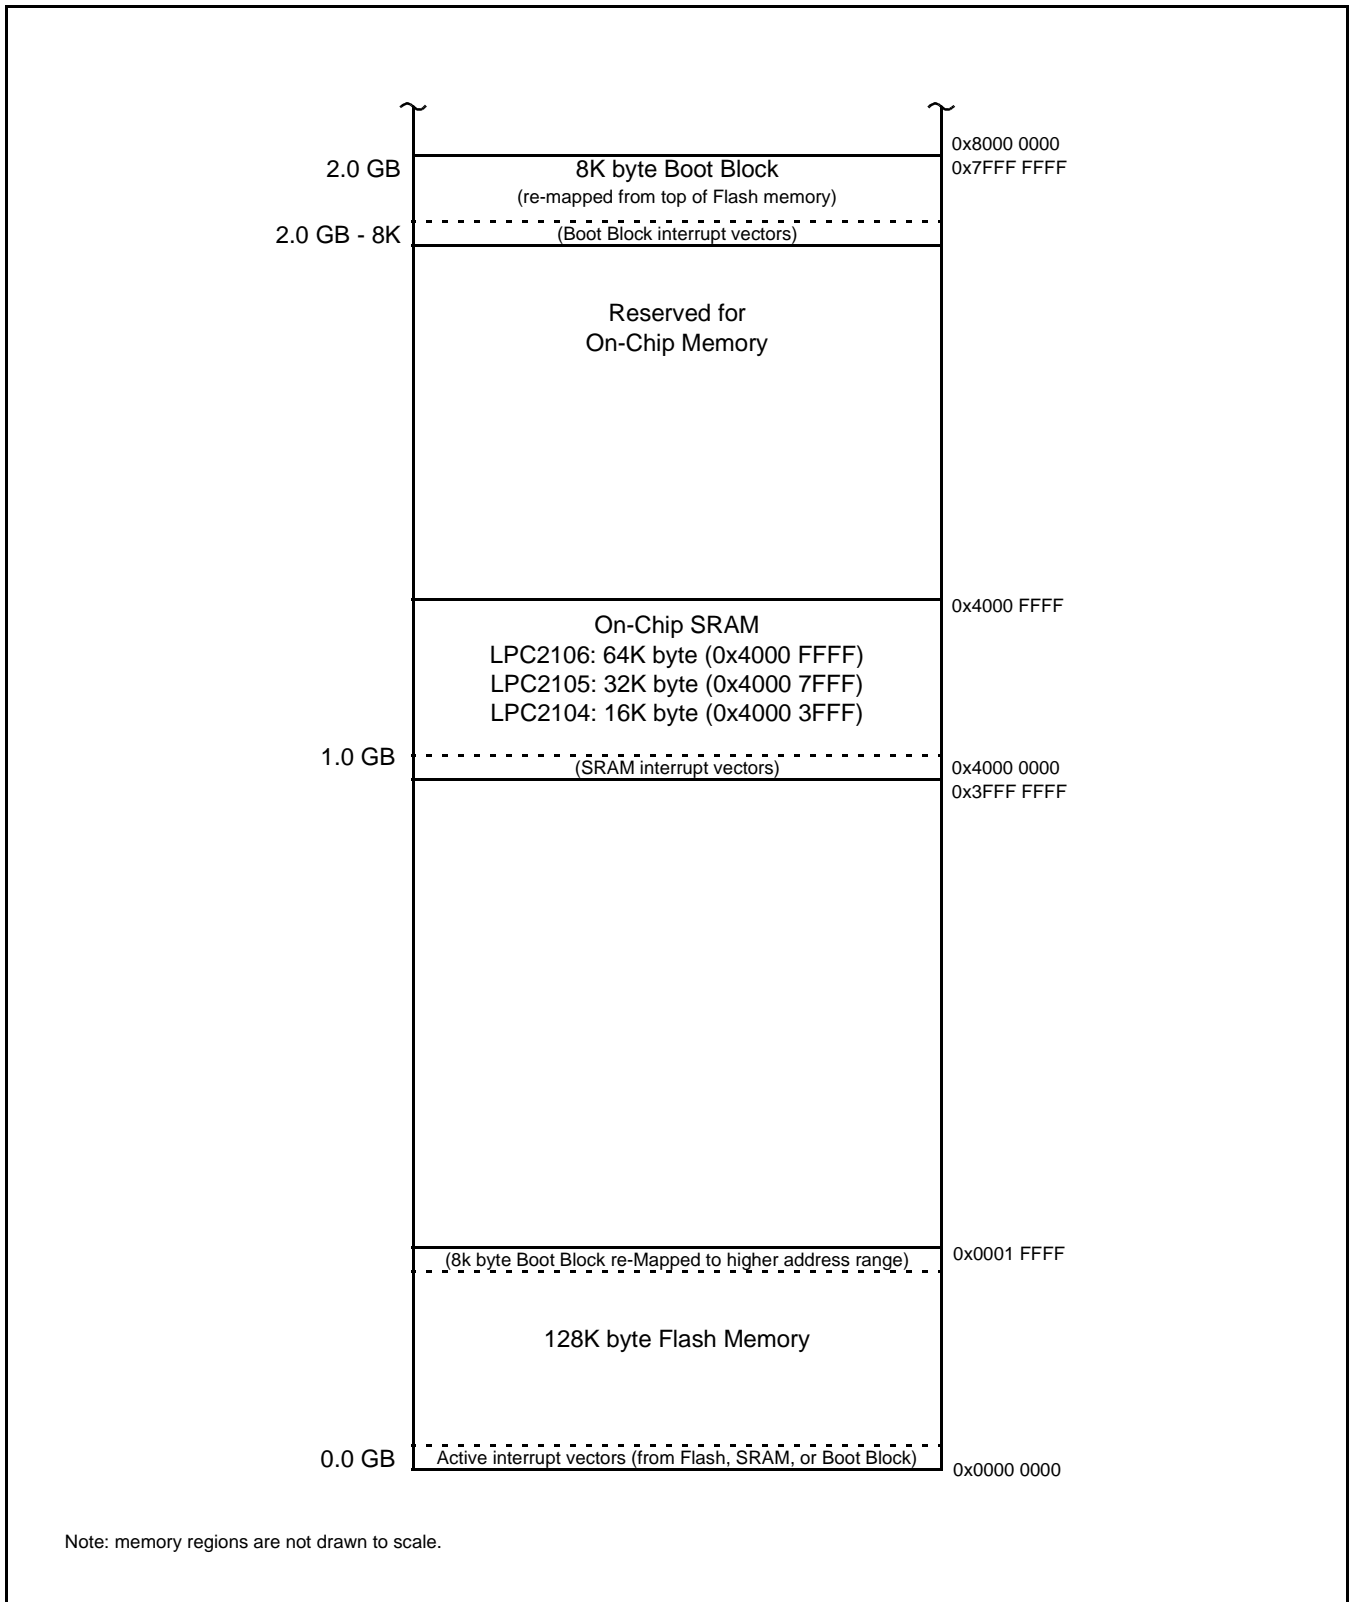 0x8000 0000
2.0 GB
8K byte Boot Block
0x7FFF FFFF
(re-mapped from top of Flash memory)
2.0 GB - 8K
(Boot Block interrupt vectors)
Reserved for
On-Chip Memory
0x4000 FFFF
On-Chip SRAM
LPC2106: 64K byte (0x4000 FFFF)
LPC2105: 32K byte (0x4000 7FFF)
LPC2104: 16K byte (0x4000 3FFF)
1.0 GB
(SRAM interrupt vectors)
0x4000 0000
0x3FFF FFFF
(8k byte Boot Block re-Mapped to higher address range)
0x0001 FFFF
128K byte Flash Memory
0.0 GB
Active interrupt vectors (from Flash, SRAM, or Boot Block)
0x0000 0000
Note: memory regions are not drawn to scale.